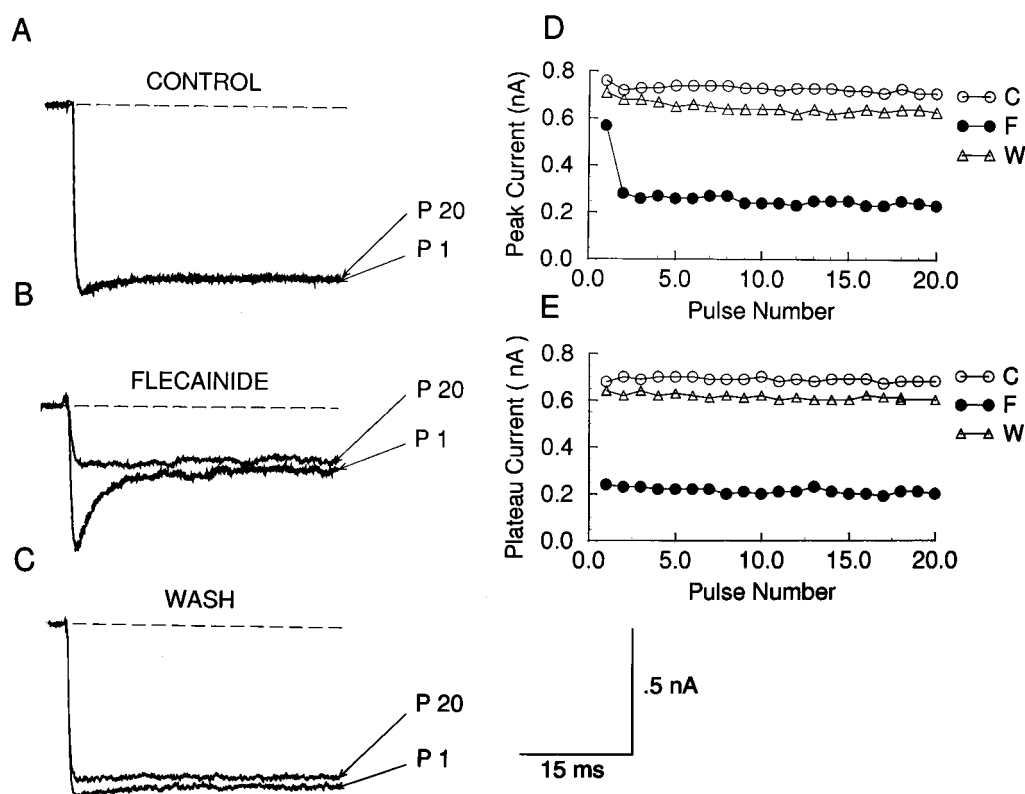 A
CONTROL
P 20
P 1
B
FLECAINIDE
P 20
P 1
C
WASH
P 20
P 1
D
0.8
0.6
0.4
0.2
0.0
Peak Current (nA)
0.0 5.0 10.0 15.0 20.0
Pulse Number
C
F
W
E
0.8
0.6
0.4
0.2
0.0
Plateau Current ( nA )
0.0 5.0 10.0 15.0 20.0
Pulse Number
C
F
W
.5 nA
15 ms